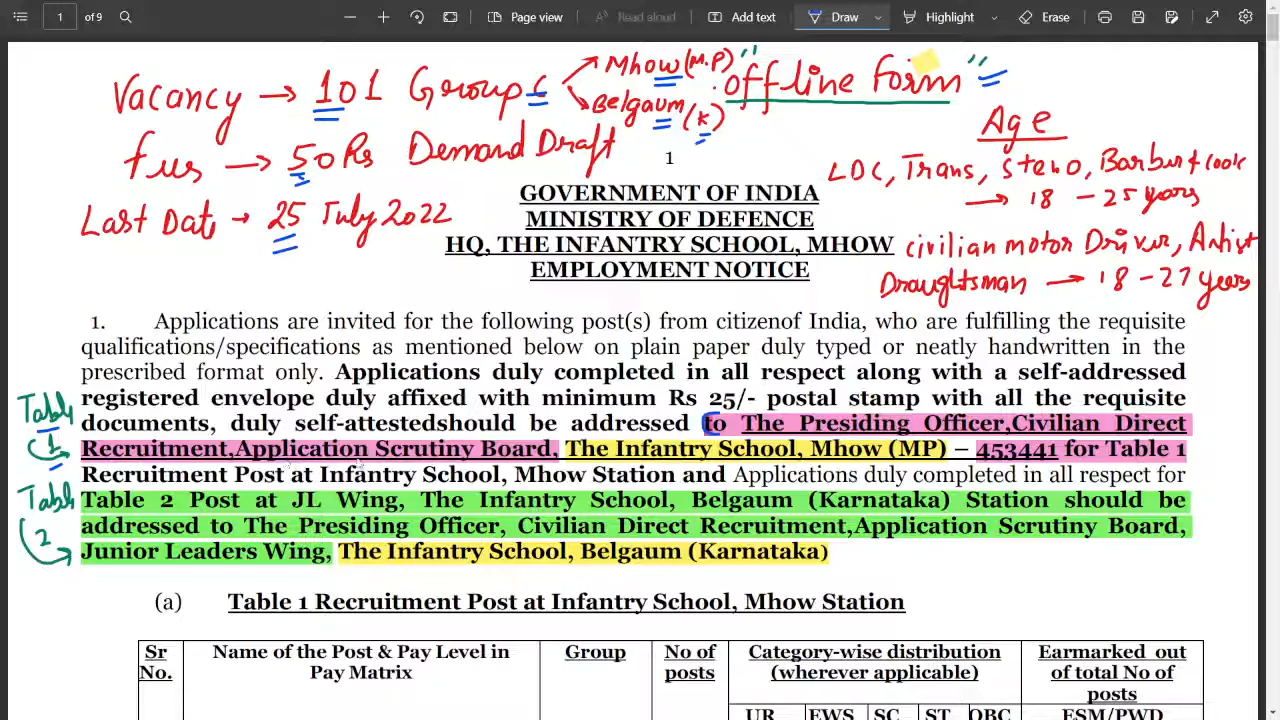 1 of 9 Page view Read aloud Add text Draw Highlight Erase
Vacancy → 101 Group C Mhow (M.P) "offline form"
Belgaum (K)
fees → 50 Rs Demand Draft
Last Date → 25 July 2022
Age
LDC, Trans, Steno, Barbur & Cook
→ 18 - 25 years
civilian motor Driver, Artist
Draughtsman → 18 - 27 years
1
GOVERNMENT OF INDIA
MINISTRY OF DEFENCE
HQ, THE INFANTRY SCHOOL, MHOW
EMPLOYMENT NOTICE
1. Applications are invited for the following post(s) from citizenof India, who are fulfilling the requisite
qualifications/specifications as mentioned below on plain paper duly typed or neatly handwritten in the
prescribed format only. Applications duly completed in all respect along with a self-addressed
registered envelope duly affixed with minimum Rs 25/- postal stamp with all the requisite
documents, duly self-attestedshould be addressed to The Presiding Officer,Civilian Direct
Recruitment,Application Scrutiny Board, The Infantry School, Mhow (MP) – 453441 for Table 1
Recruitment Post at Infantry School, Mhow Station and Applications duly completed in all respect for
Table 2 Post at JL Wing, The Infantry School, Belgaum (Karnataka) Station should be
addressed to The Presiding Officer, Civilian Direct Recruitment,Application Scrutiny Board,
Junior Leaders Wing, The Infantry School, Belgaum (Karnataka)
Table
1
Table
2
(a) Table 1 Recruitment Post at Infantry School, Mhow Station
Sr Name of the Post & Pay Level in Group No of Category-wise distribution Earmarked out
No. Pay Matrix posts (wherever applicable) of total No of
posts
UR EWS SC ST OBC ESM/PWD